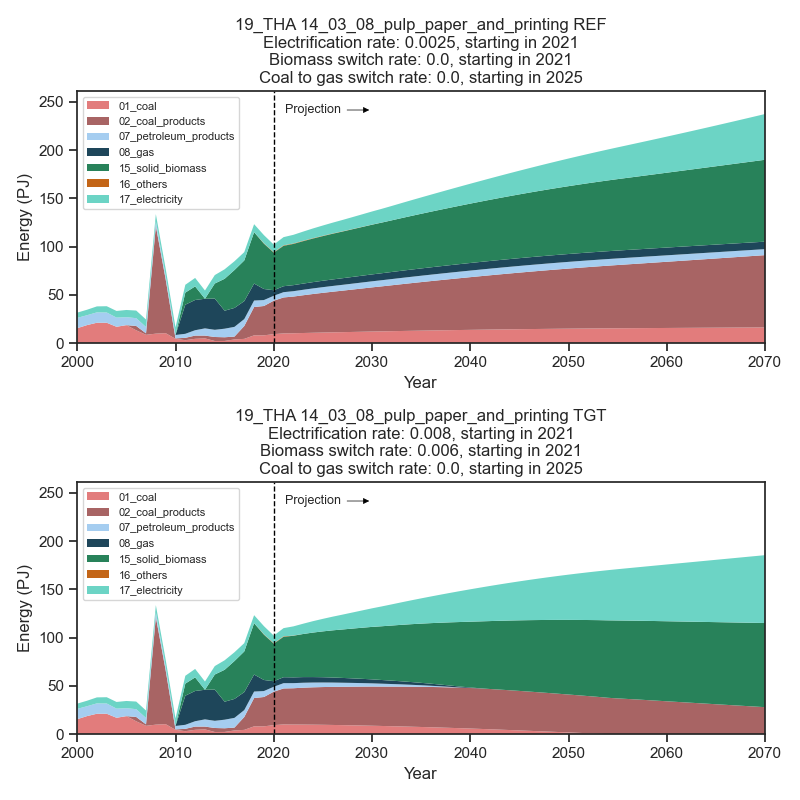 19_THA 14_03_08_pulp_paper_and_printing REF
Electrification rate: 0.0025, starting in 2021
Biomass switch rate: 0.0, starting in 2021
Coal to gas switch rate: 0.0, starting in 2025
Energy (PJ)
250
200
150
100
50
0
01_coal
02_coal_products
07_petroleum_products
08_gas
15_solid_biomass
16_others
17_electricity
Projection
2000 2010 2020 2030 2040 2050 2060 2070
Year
19_THA 14_03_08_pulp_paper_and_printing TGT
Electrification rate: 0.008, starting in 2021
Biomass switch rate: 0.006, starting in 2021
Coal to gas switch rate: 0.0, starting in 2025
Energy (PJ)
250
200
150
100
50
0
01_coal
02_coal_products
07_petroleum_products
08_gas
15_solid_biomass
16_others
17_electricity
Projection
2000 2010 2020 2030 2040 2050 2060 2070
Year